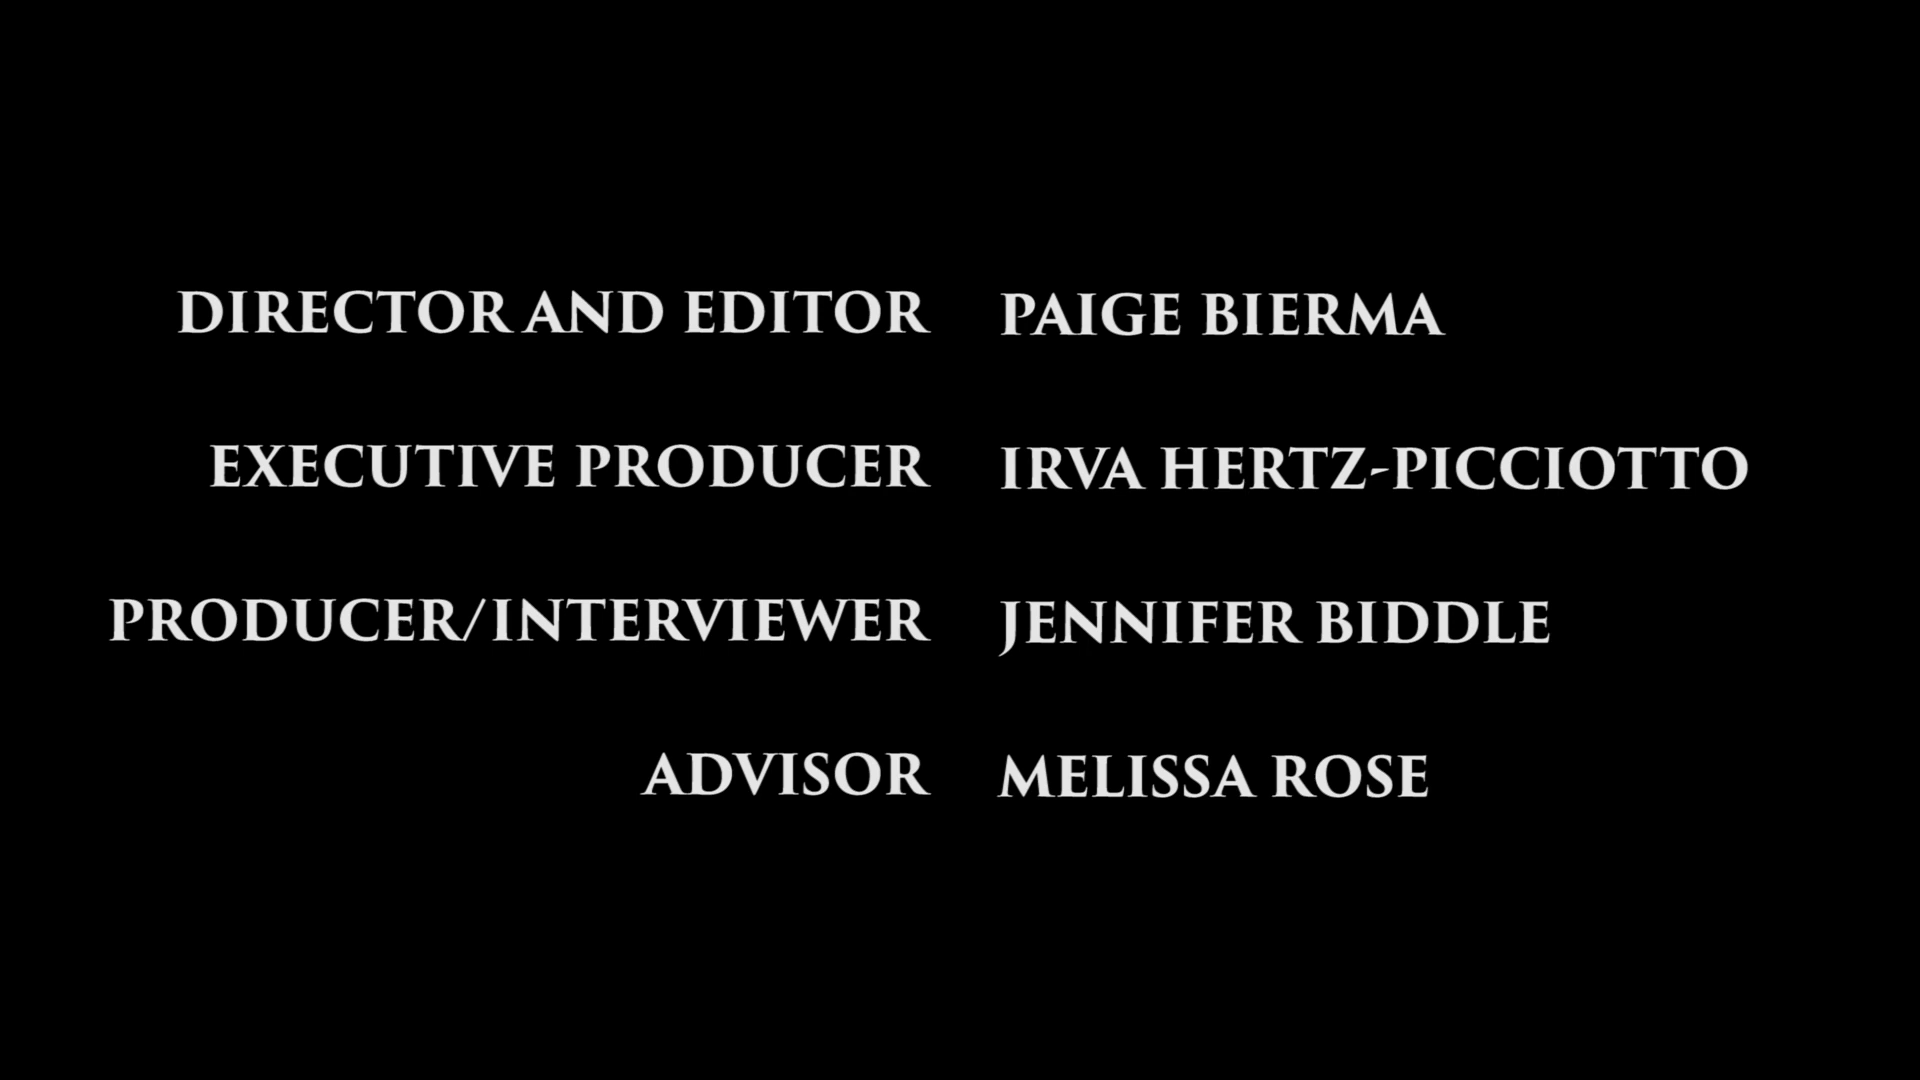 DIRECTOR AND EDITOR PAIGE BIERMA
EXECUTIVE PRODUCER IRVA HERTZ-PICCIOTTO
PRODUCER/INTERVIEWER JENNIFER BIDDLE
ADVISOR MELISSA ROSE